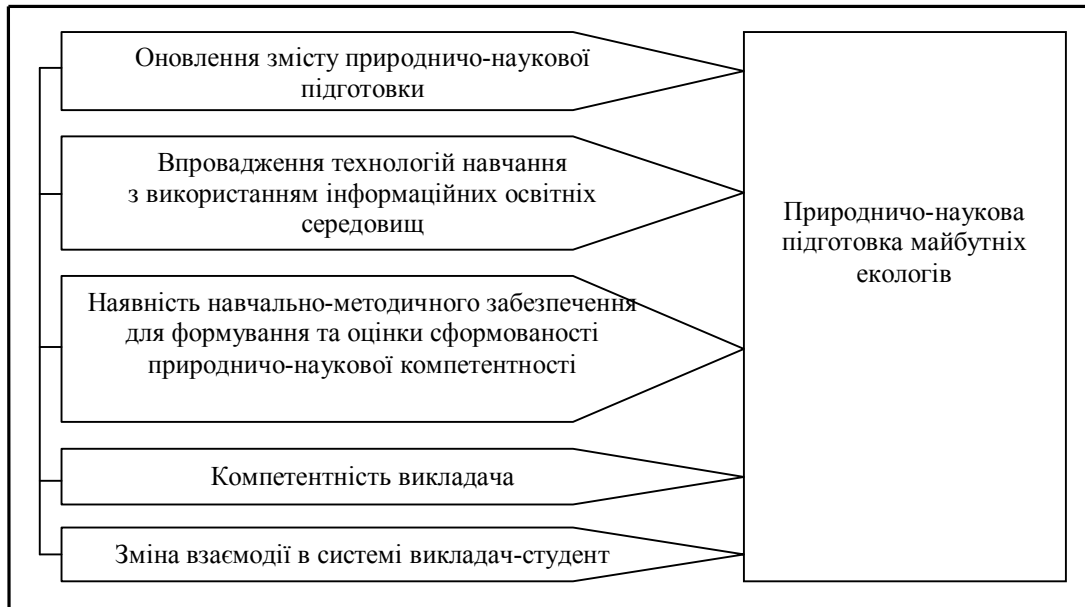 Оновлення змісту природничо-наукової
підготовки
Впровадження технологій навчання
з використанням інформаційних освітніх
середовищ
Наявність навчально-методичного забезпечення
для формування та оцінки сформованості
природничо-наукової компетентності
Компетентність викладача
Зміна взаємодії в системі викладач-студент
Природничо-наукова
підготовка майбутніх
екологів